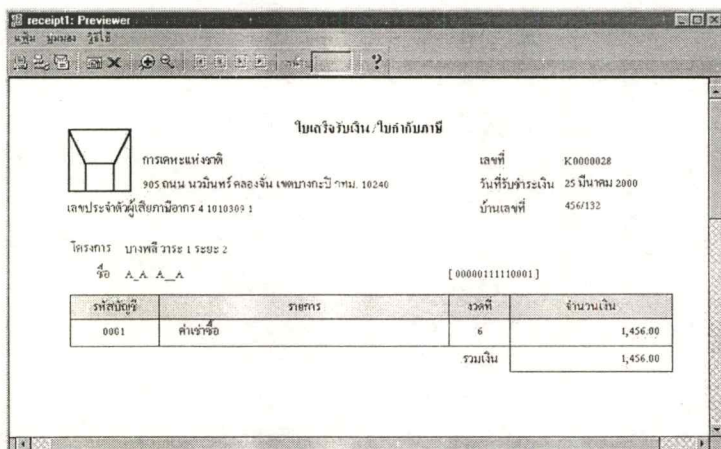 receipt1: Previewer
แฟ้ม มุมมอง วิธีใช้
หน้า: ?
ใบเสร็จรับเงิน/ใบกำกับภาษี
การเคหะแห่งชาติ เลขที่ K0000028
905 ถนน นวมินทร์ คลองจั่น เขตบางกะปิ กทม. 10240 วันที่รับชำระเงิน 25 มีนาคม 2000
เลขประจำตัวผู้เสียภาษีอากร 4 1010309 1 บ้านเลขที่ 456/132
โครงการ บางพลี วาระ 1 ระยะ 2
ชื่อ A_A A__A [ 00000111110001 ]
รหัสบัญชี รายการ งวดที่ จำนวนเงิน
0001 ค่าเช่าซื้อ 6 1,456.00
รวมเงิน 1,456.00